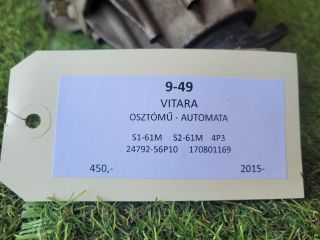 9-49
VITARA
OSZTÓMŰ - AUTOMATA
S1-61M S2-61M 4P3
24792-56P10 170801169
450,- 2015-